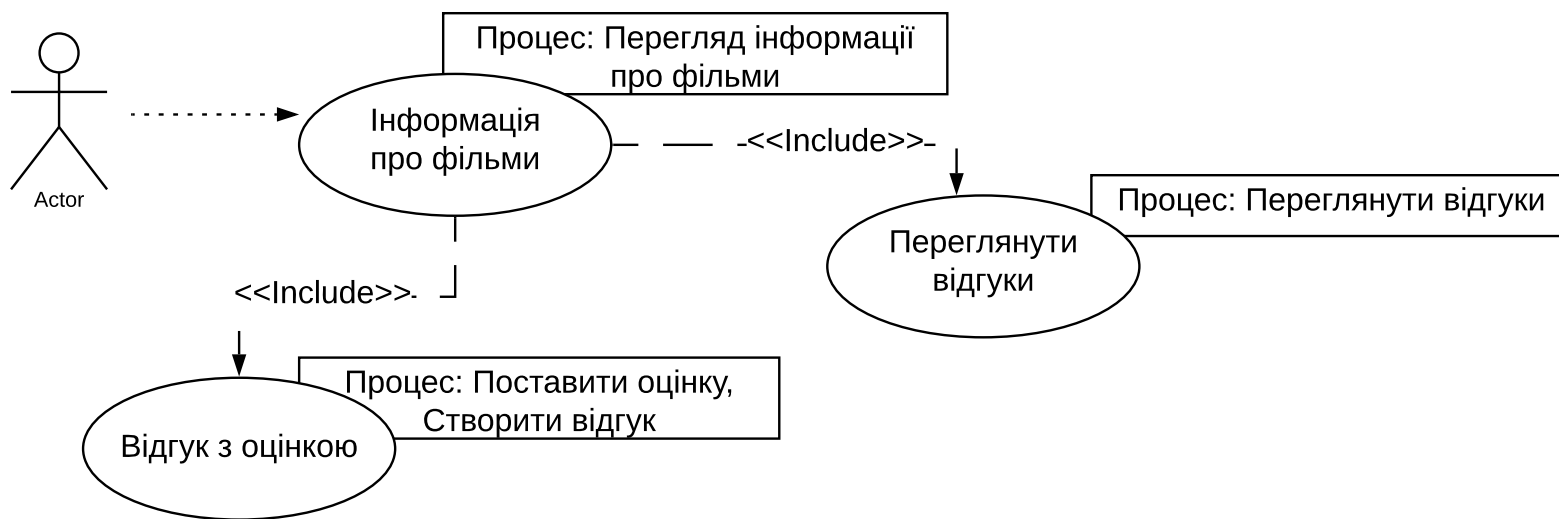 Процес: Перегляд інформації
про фільми
Інформація
про фільми
Actor
<<Include>>
Процес: Переглянути відгуки
Переглянути
відгуки
<<Include>>
Процес: Поставити оцінку,
Створити відгук
Відгук з оцінкою